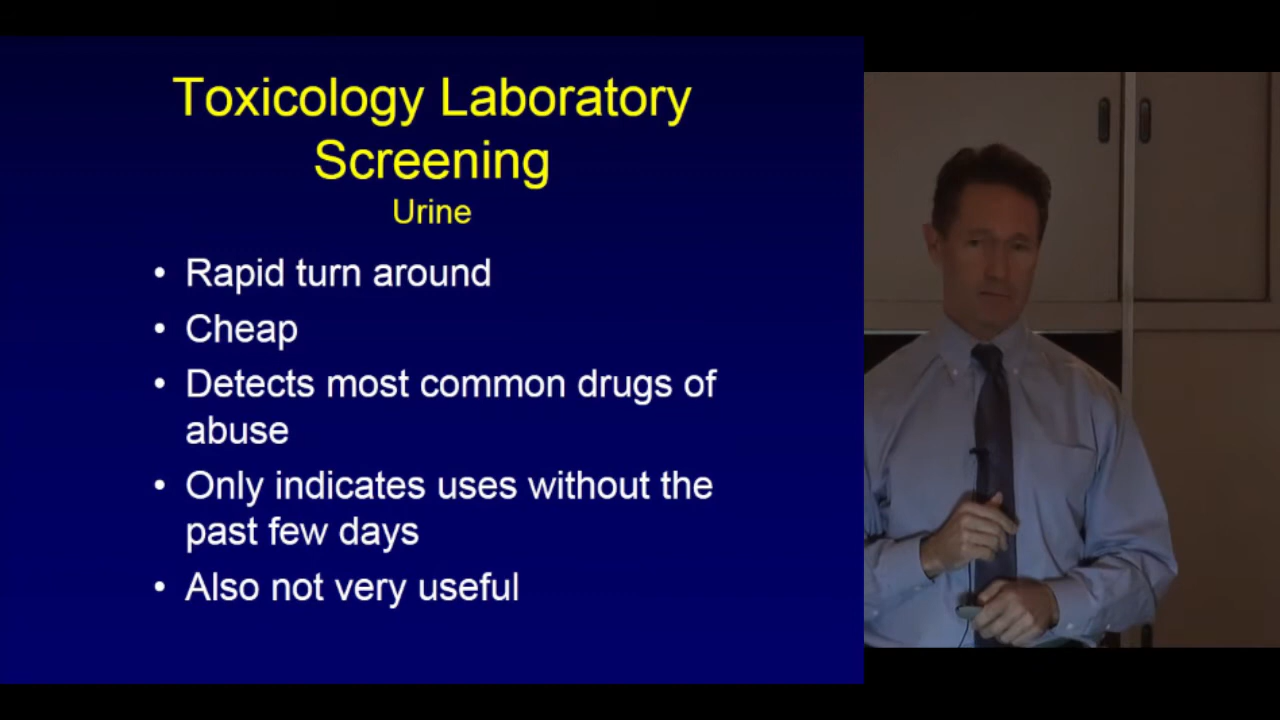 Toxicology Laboratory
Screening
Urine
• Rapid turn around
• Cheap
• Detects most common drugs of
abuse
• Only indicates uses without the
past few days
• Also not very useful